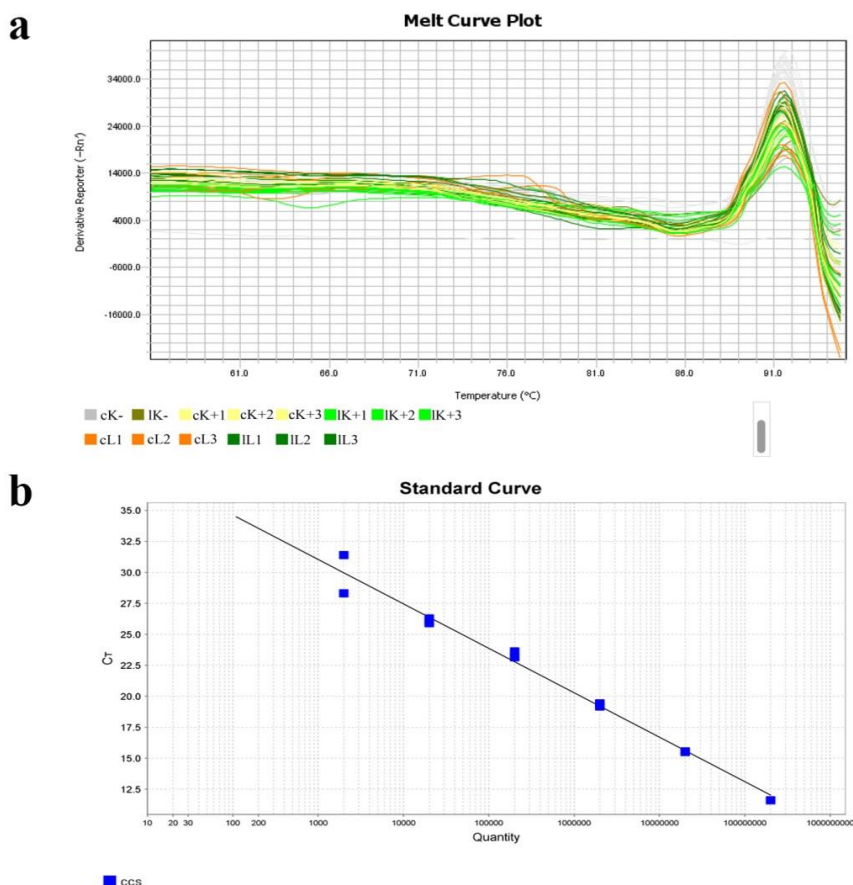 a
Melt Curve Plot
34000.0
24000.0
14000.0
4000.0
-6000.0
-16000.0
Derivative Reporter (−Rn')
61.0 66.0 71.0 76.0 81.0 86.0 91.0
Temperature (°C)
cK- lK- cK+1 cK+2 cK+3 lK+1 lK+2 lK+3
cL1 cL2 cL3 lL1 lL2 lL3
b
Standard Curve
35.0
32.5
30.0
27.5
25.0
22.5
20.0
17.5
15.0
12.5
CT
10 20 30 100 200 1000 10000 100000 1000000 10000000 100000000
Quantity
ccs